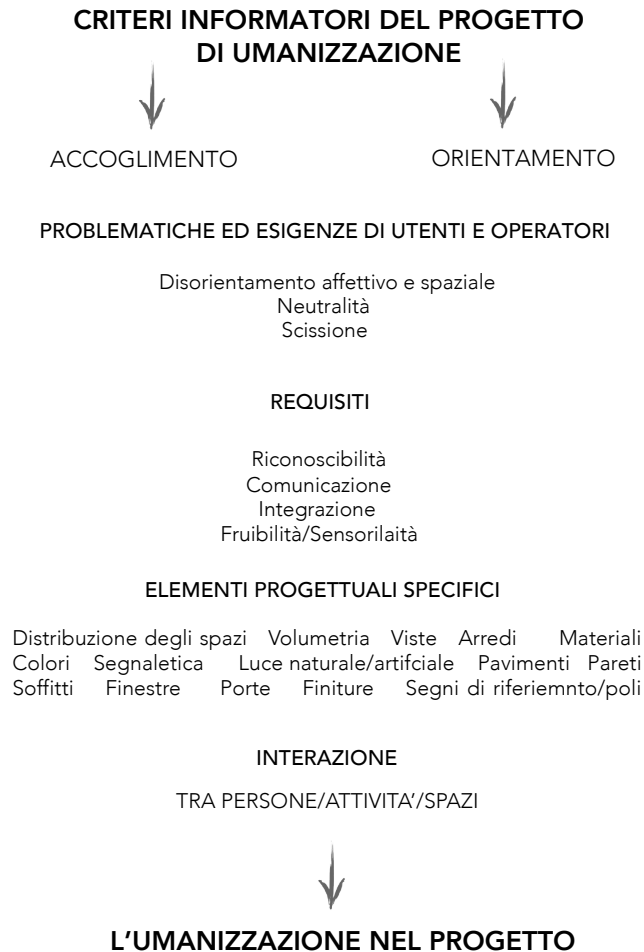 CRITERI INFORMATORI DEL PROGETTO
DI UMANIZZAZIONE
ACCOGLIMENTO ORIENTAMENTO
PROBLEMATICHE ED ESIGENZE DI UTENTI E OPERATORI
Disorientamento affettivo e spaziale
Neutralità
Scissione
REQUISITI
Riconoscibilità
Comunicazione
Integrazione
Fruibilità/Sensorilaità
ELEMENTI PROGETTUALI SPECIFICI
Distribuzione degli spazi Volumetria Viste Arredi Materiali
Colori Segnaletica Luce naturale/artifciale Pavimenti Pareti
Soffitti Finestre Porte Finiture Segni di riferiemnto/poli
INTERAZIONE
TRA PERSONE/ATTIVITA’/SPAZI
L’UMANIZZAZIONE NEL PROGETTO